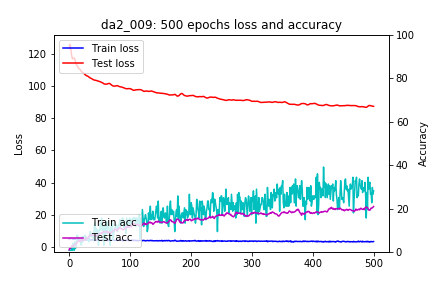 da2_009: 500 epochs loss and accuracy
Train loss
Test loss
Train acc
Test acc
Loss
Accuracy
120
100
80
60
40
20
0
100
80
60
40
20
0
0
100
200
300
400
500